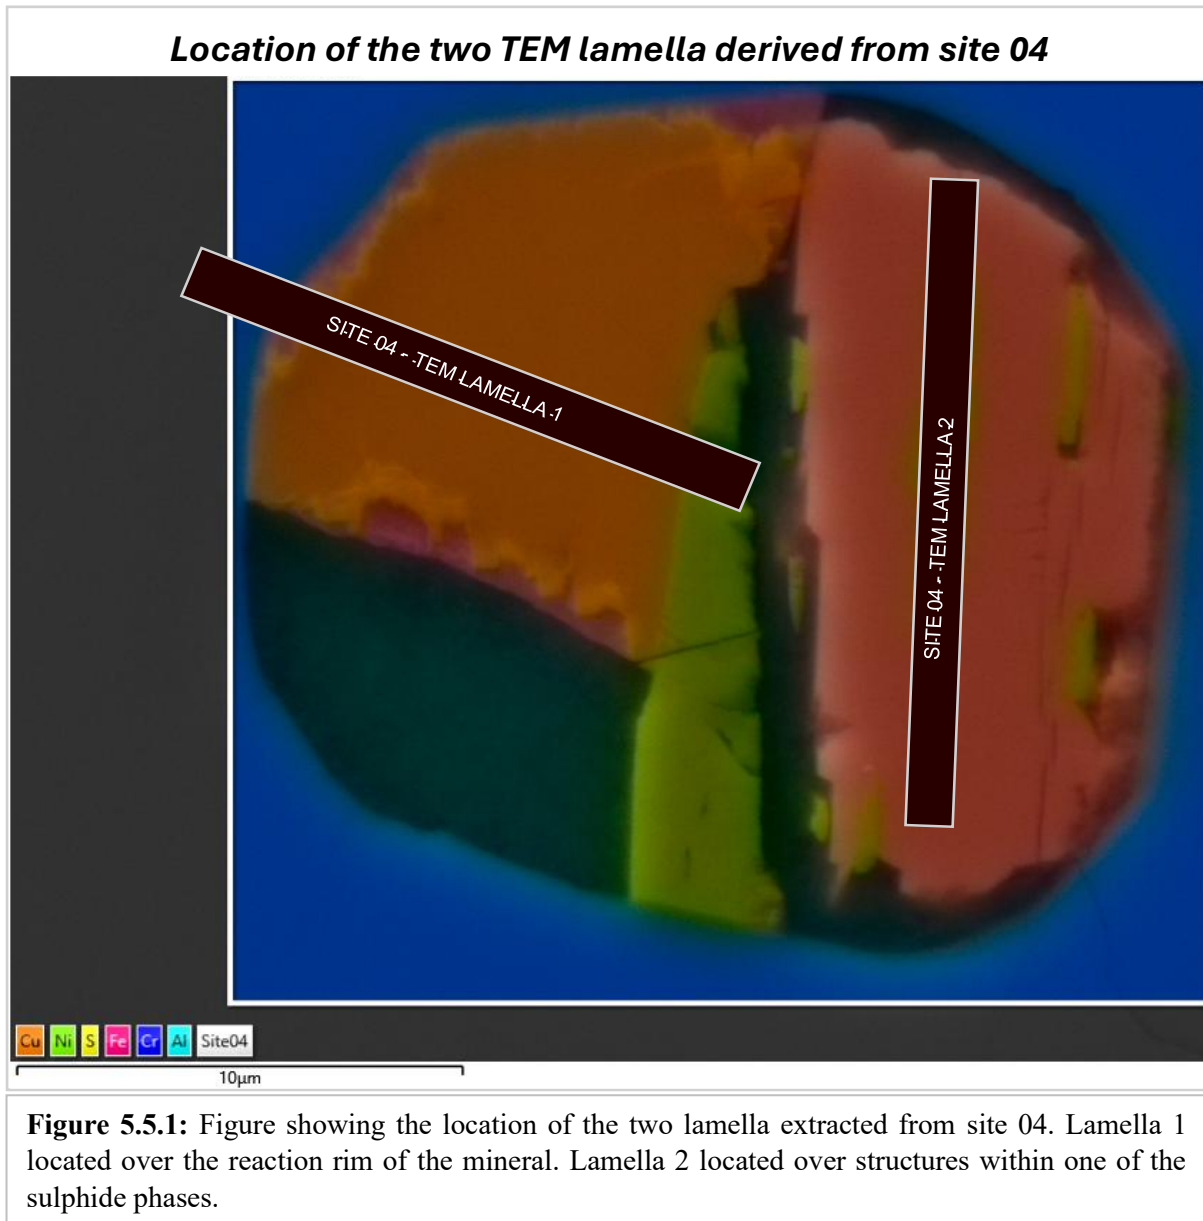 Location of the two TEM lamella derived from site 04
SITE 04 - -TEM LAMELLA-1
SITE 04 - -TEM LAMELLA 2
Cu Ni S Fe Cr Al Site04
10μm
Figure 5.5.1: Figure showing the location of the two lamella extracted from site 04. Lamella 1
located over the reaction rim of the mineral. Lamella 2 located over structures within one of the
sulphide phases.